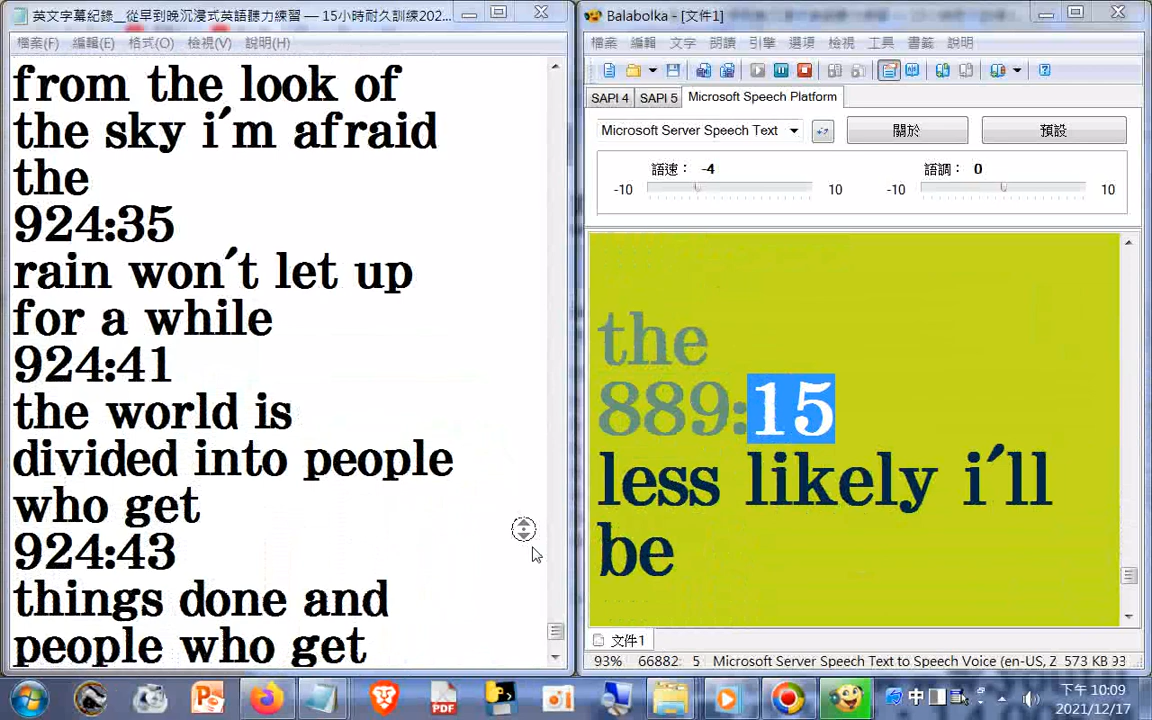 英文字幕紀錄__從早到晚沉浸式英語聽力練習 — 15小時耐久訓練202...
檔案(F) 編輯(E) 格式(O) 檢視(V) 說明(H)
from the look of
the sky i´m afraid
the
924:35
rain won´t let up
for a while
924:41
the world is
divided into people
who get
924:43
things done and
people who get
Balabolka - [文件1]
檔案 編輯 文字 朗讀 引擎 選項 檢視 工具 書籤 說明
SAPI 4 SAPI 5 Microsoft Speech Platform
Microsoft Server Speech Text 關於 預設
語速： -4 語調： 0
-10 10 -10 10
the
889:15
less likely i´ll
be
文件1
93% 66882: 5 Microsoft Server Speech Text to Speech Voice (en-US, Z 573 KB 93
PDF
中
下午 10:09
2021/12/17